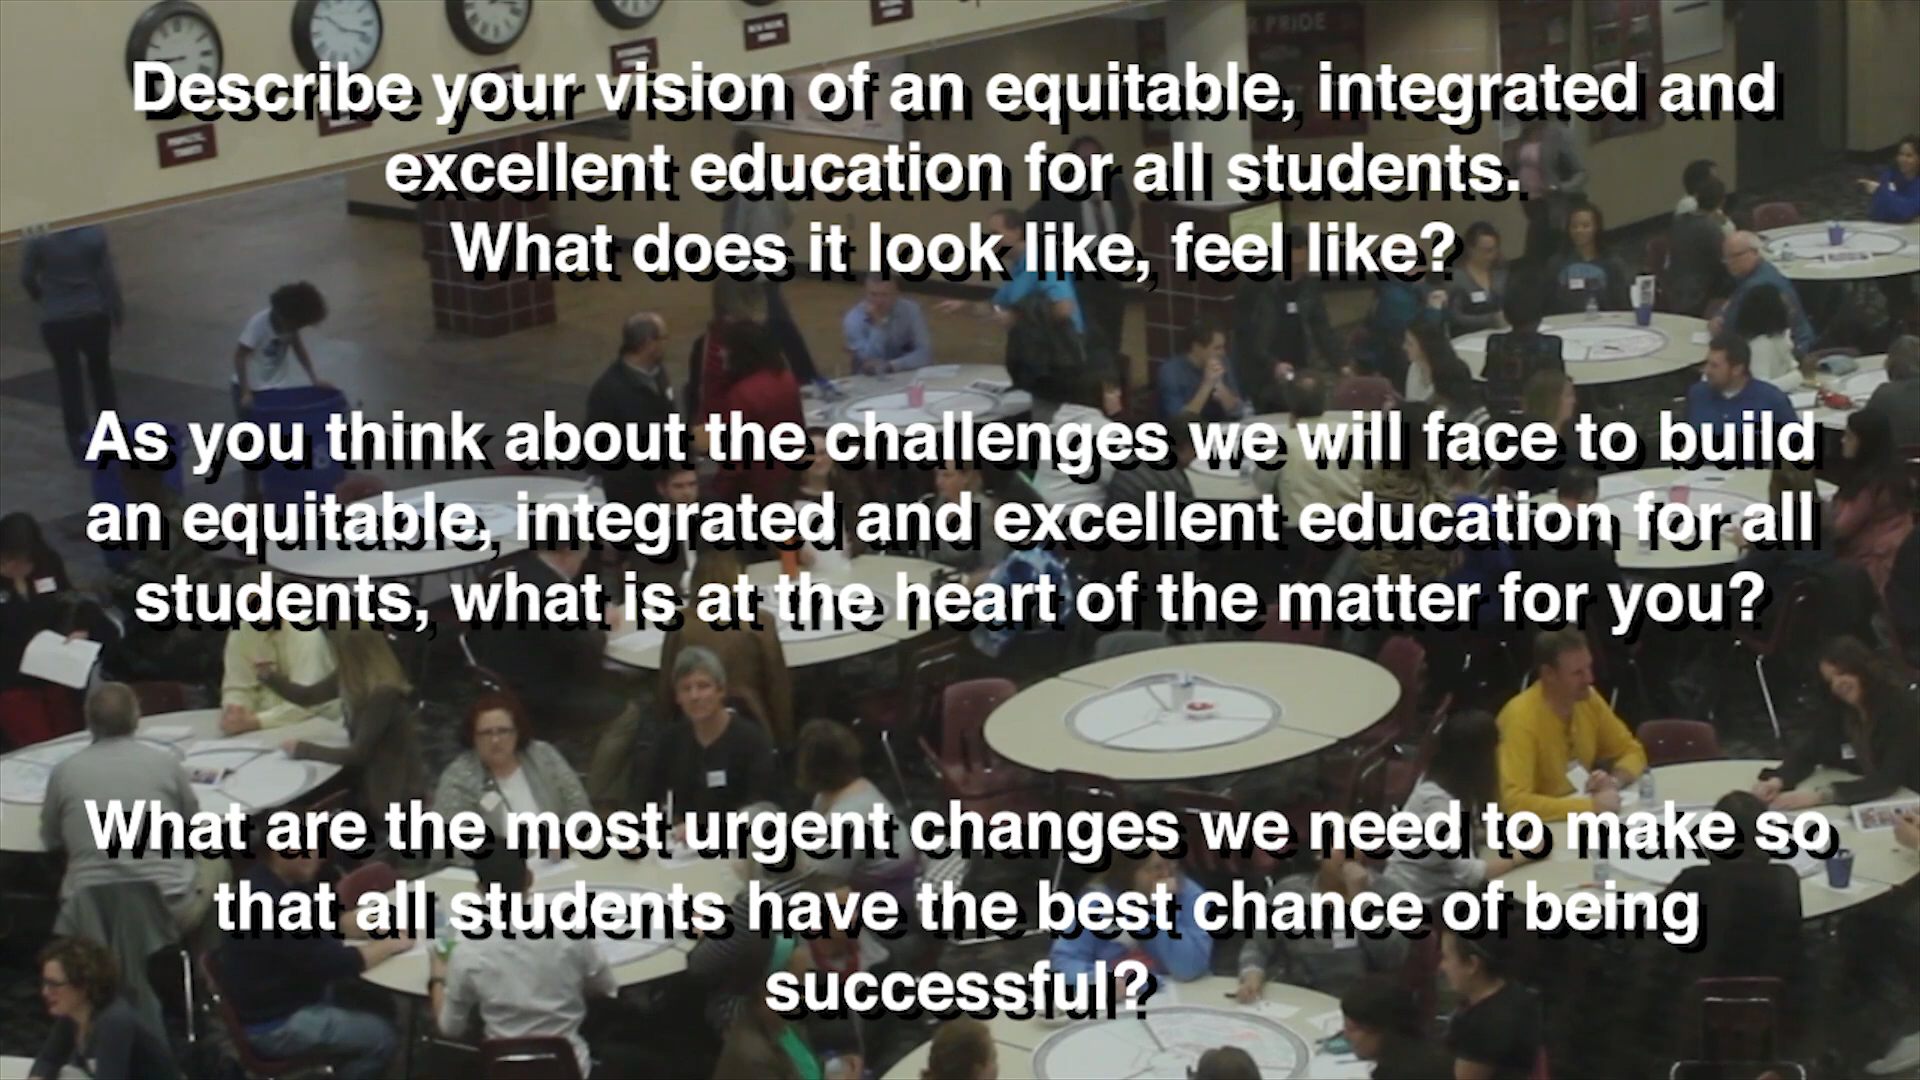 R PRIDE
Describe your vision of an equitable, integrated and
excellent education for all students.
What does it look like, feel like?
As you think about the challenges we will face to build
an equitable, integrated and excellent education for all
students, what is at the heart of the matter for you?
What are the most urgent changes we need to make so
that all students have the best chance of being
successful?